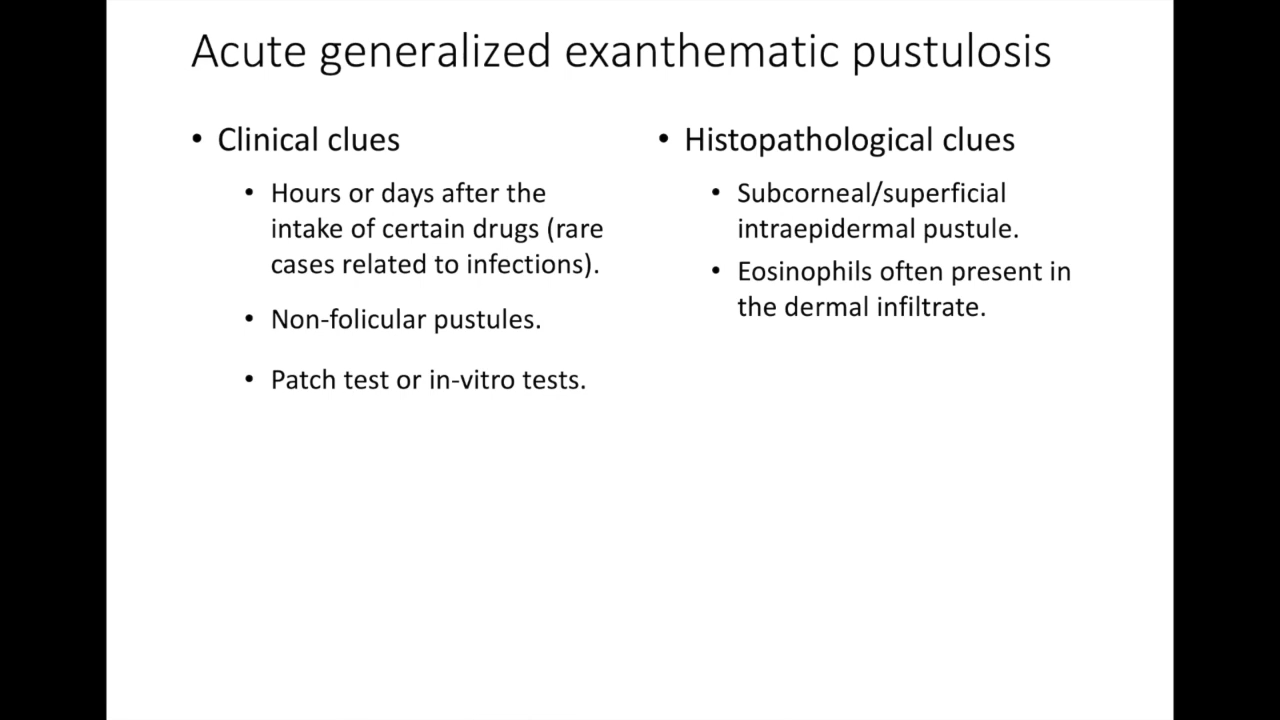 Acute generalized exanthematic pustulosis
• Clinical clues
• Hours or days after the
intake of certain drugs (rare
cases related to infections).
• Non-folicular pustules.
• Patch test or in-vitro tests.
• Histopathological clues
• Subcorneal/superficial
intraepidermal pustule.
• Eosinophils often present in
the dermal infiltrate.